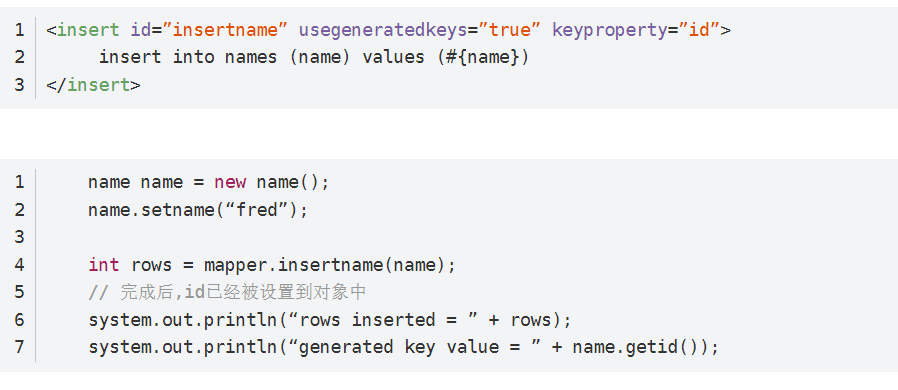 1 <insert id=”insertname” usegeneratedkeys=”true” keyproperty=”id”>
2 insert into names (name) values (#{name})
3 </insert>
1 name name = new name();
2 name.setname(“fred”);
3
4 int rows = mapper.insertname(name);
5 // 完成后,id已经被设置到对象中
6 system.out.println(“rows inserted = ” + rows);
7 system.out.println(“generated key value = ” + name.getid());